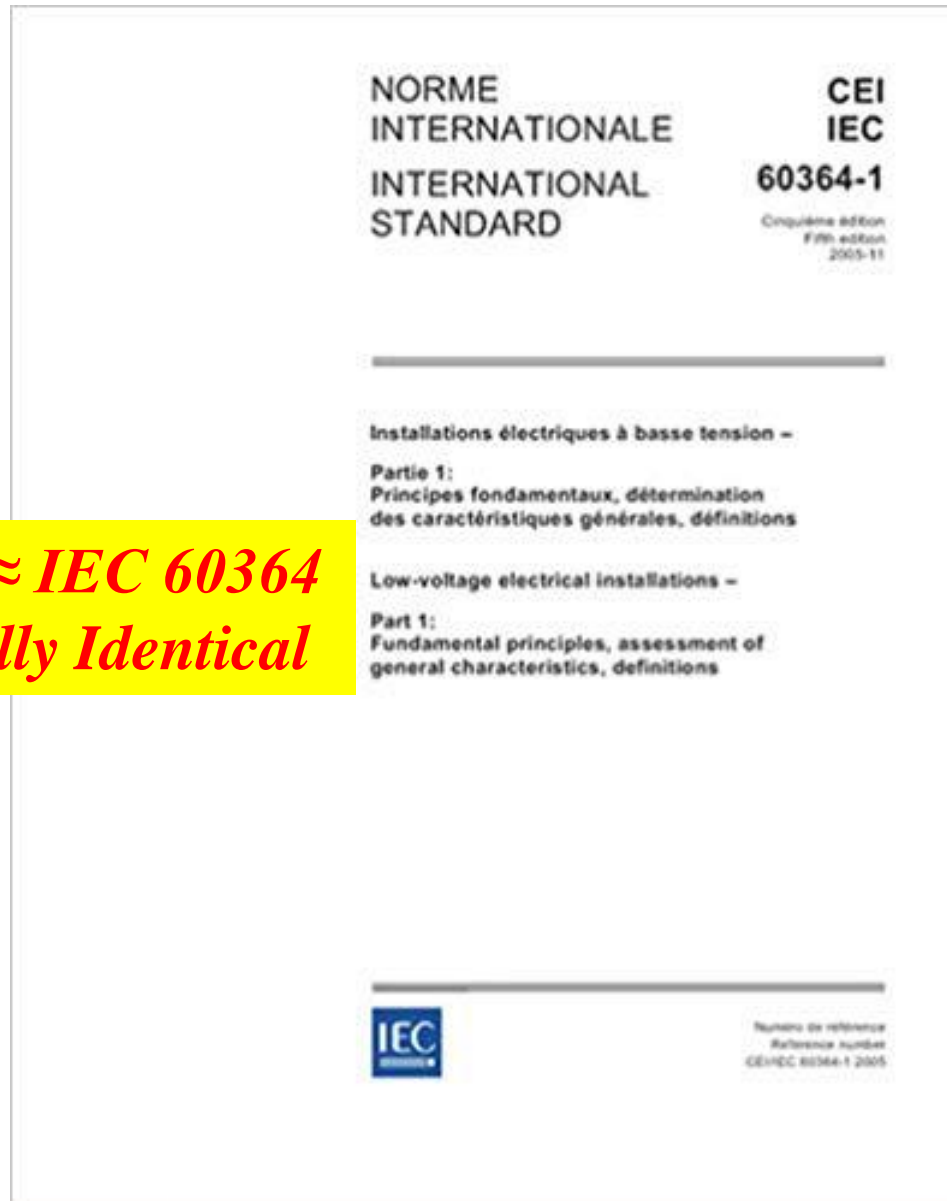 NORME
INTERNATIONALE
INTERNATIONAL
STANDARD
CEI
IEC
60364-1
Cinquième édition
Fifth edition
2005-11
Installations électriques à basse tension –
Partie 1:
Principes fondamentaux, détermination
des caractéristiques générales, définitions
≈ IEC 60364
lly Identical
Low-voltage electrical installations –
Part 1:
Fundamental principles, assessment of
general characteristics, definitions
IEC
Numéro de référence
Reference number
CEI/IEC 60364-1:2005